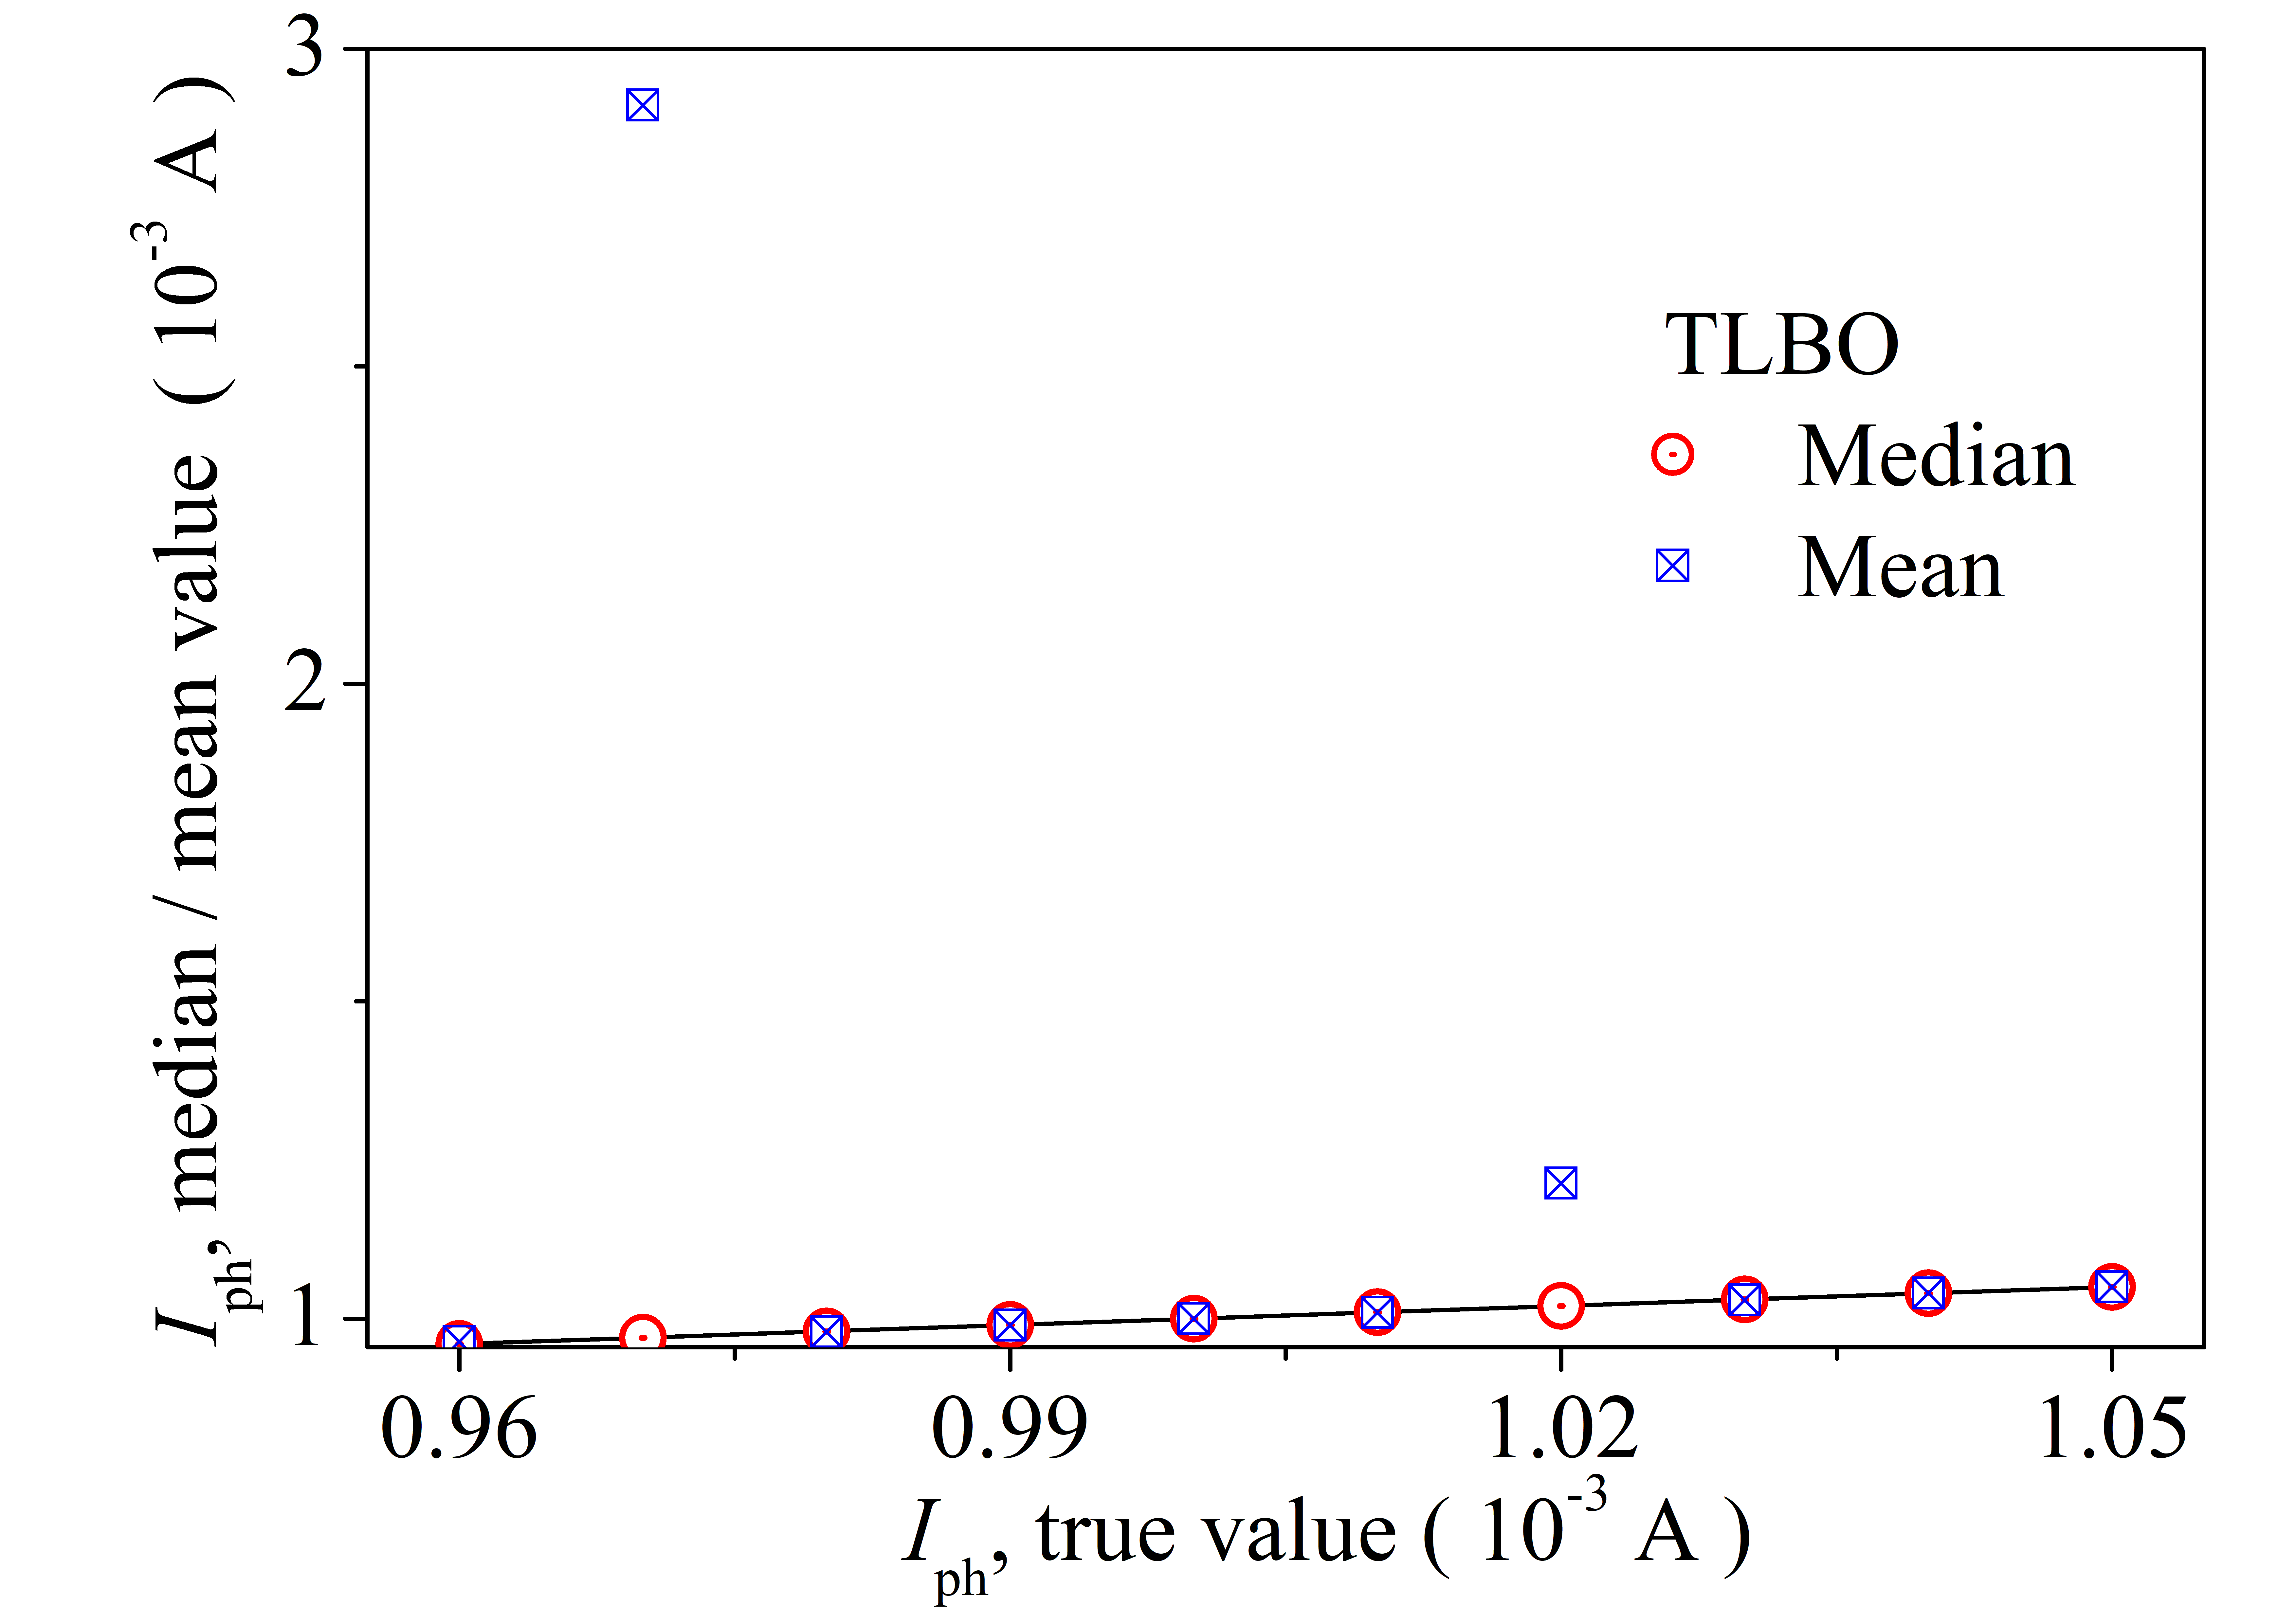 3
2
1
I_ph, median / mean value ( 10^-3 A )
TLBO
Median
Mean
0.96 0.99 1.02 1.05
I_ph, true value ( 10^-3 A )